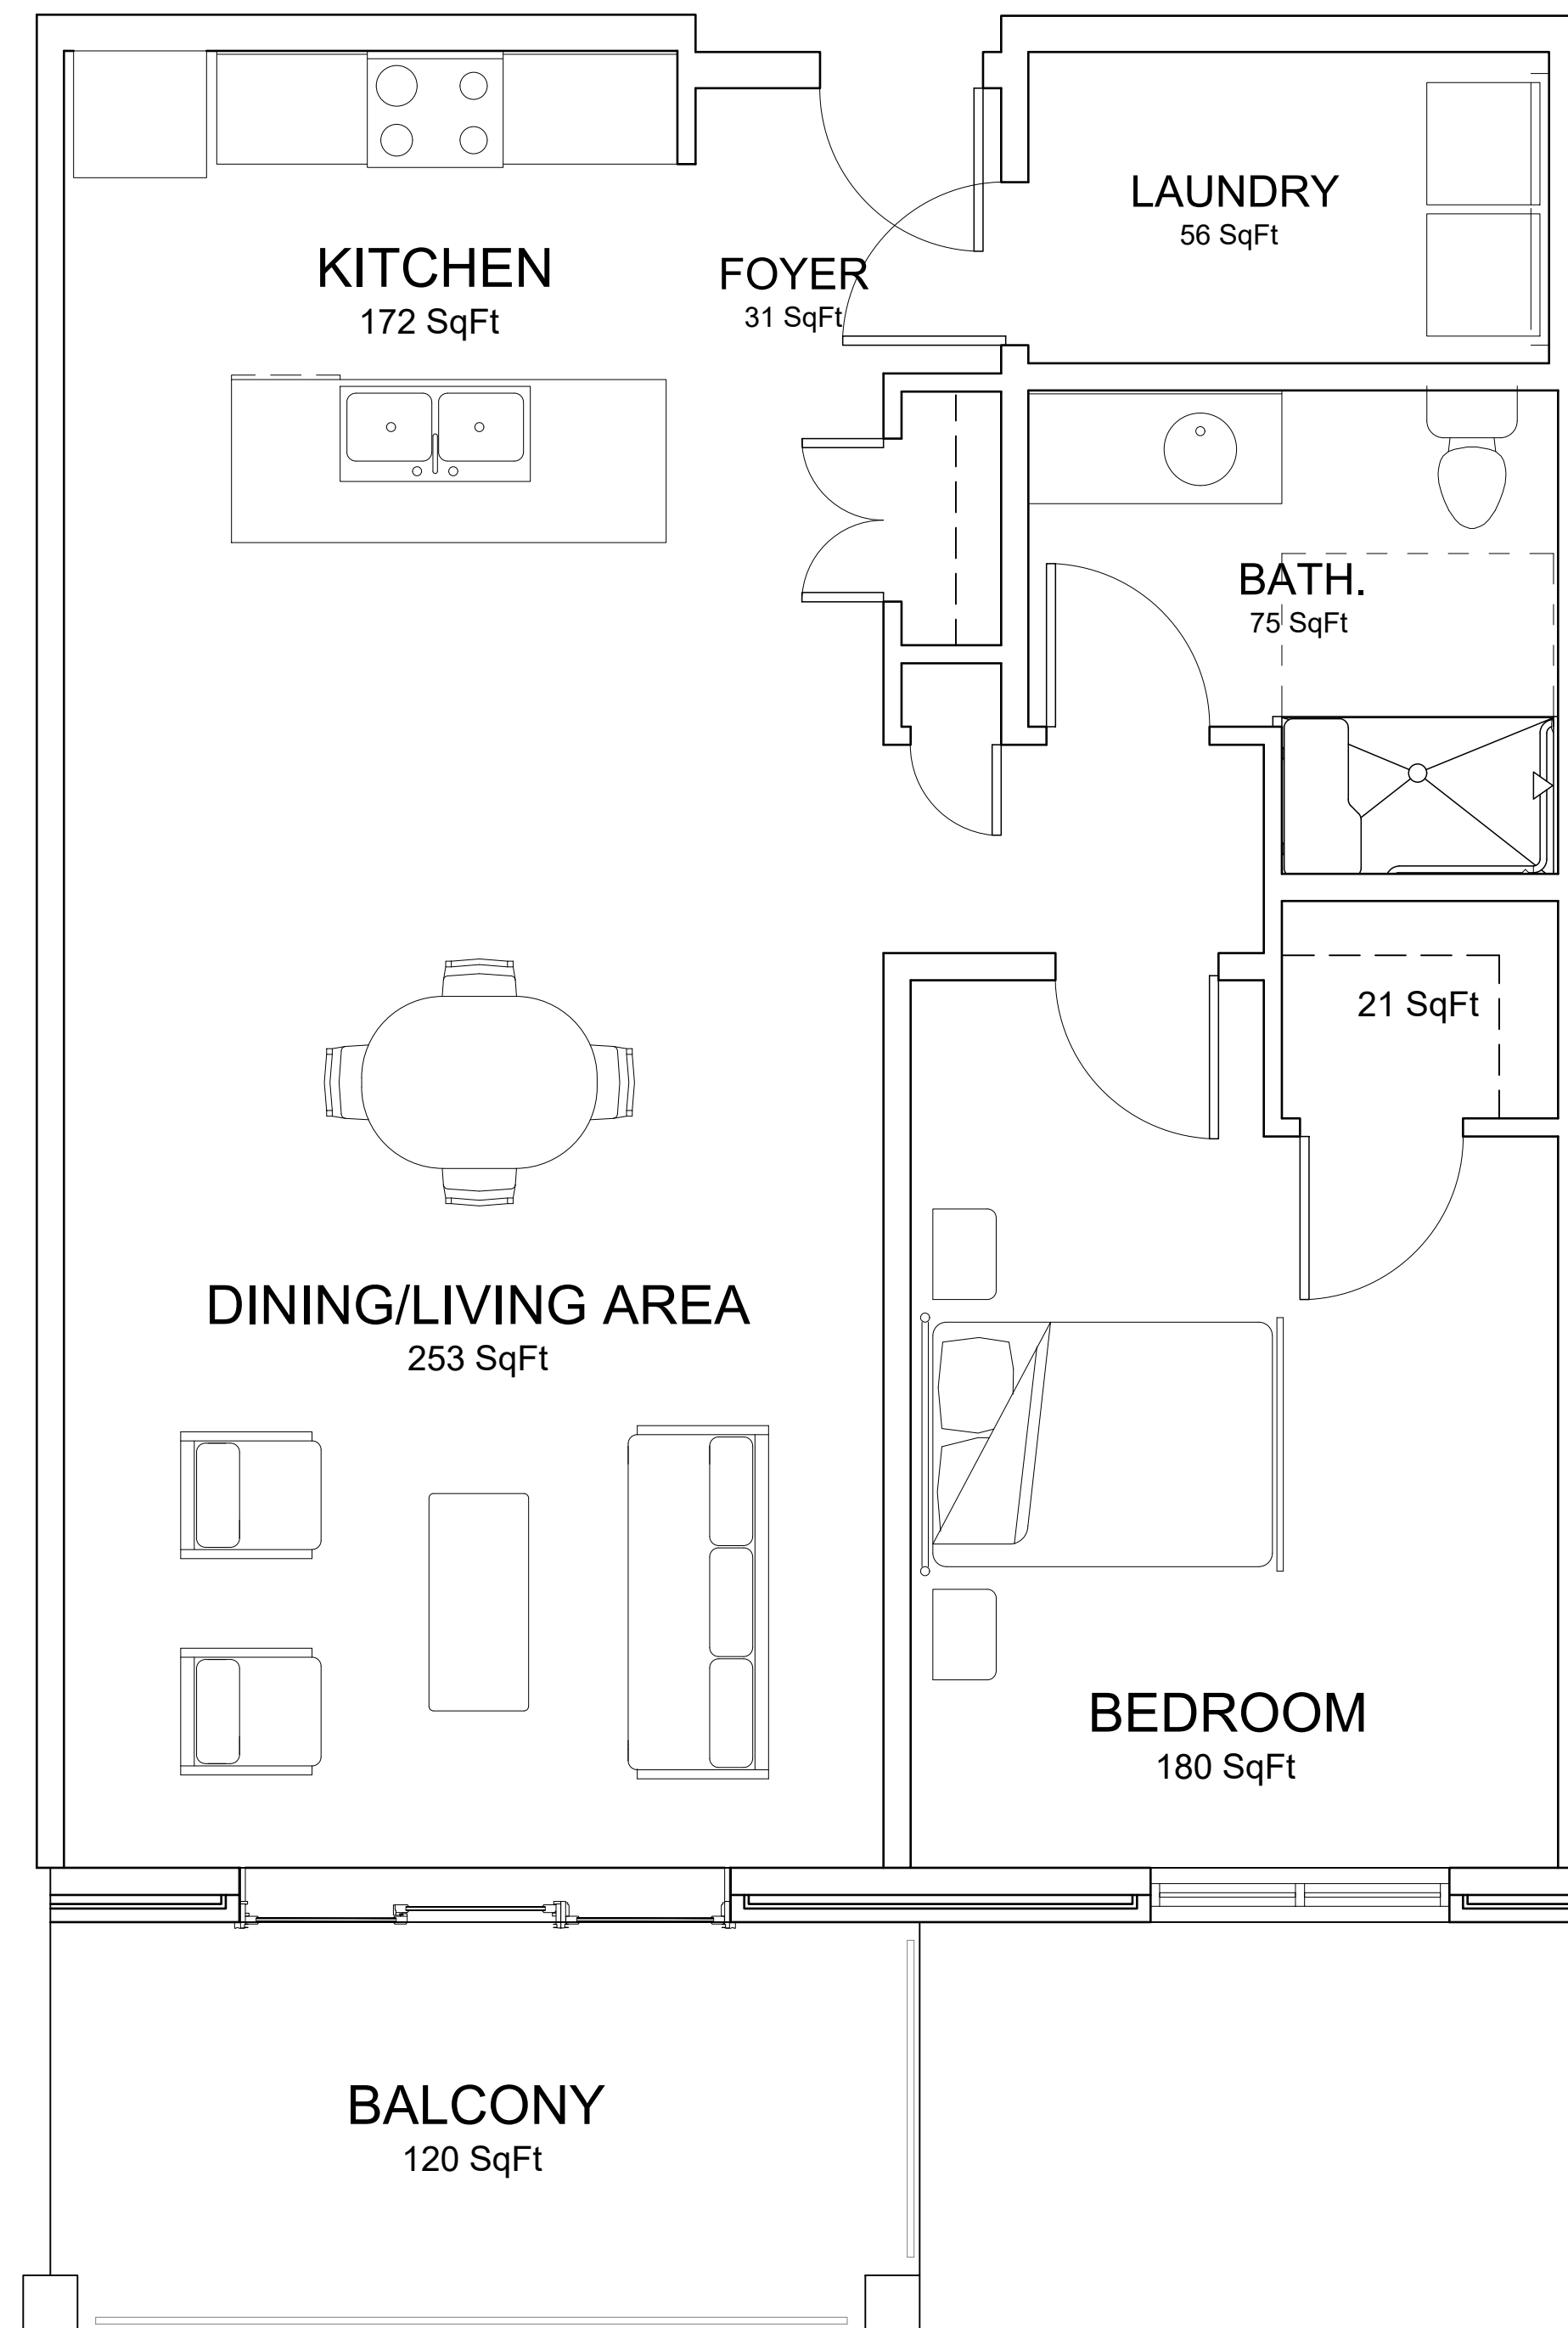 LAUNDRY
56 SqFt
KITCHEN
172 SqFt
FOYER
31 SqFt
BATH.
75 SqFt
21 SqFt
DINING/LIVING AREA
253 SqFt
BEDROOM
180 SqFt
BALCONY
120 SqFt